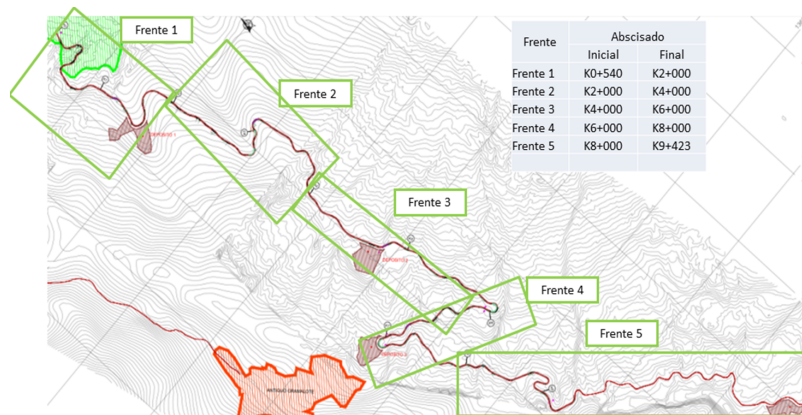 Frente 1
Frente 2
Frente 3
Frente 4
Frente 5
Frente Abscisado
Inicial Final
Frente 1 K0+540 K2+000
Frente 2 K2+000 K4+000
Frente 3 K4+000 K6+000
Frente 4 K6+000 K8+000
Frente 5 K8+000 K9+423